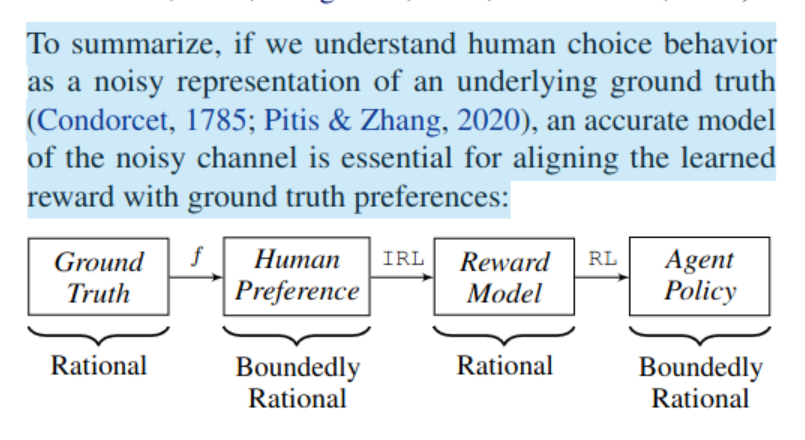 To summarize, if we understand human choice behavior
as a noisy representation of an underlying ground truth
(Condorcet, 1785; Pitis & Zhang, 2020), an accurate model
of the noisy channel is essential for aligning the learned
reward with ground truth preferences:
Ground
Truth
f
Human
Preference
IRL
Reward
Model
RL
Agent
Policy
Rational
Boundedly
Rational
Rational
Boundedly
Rational